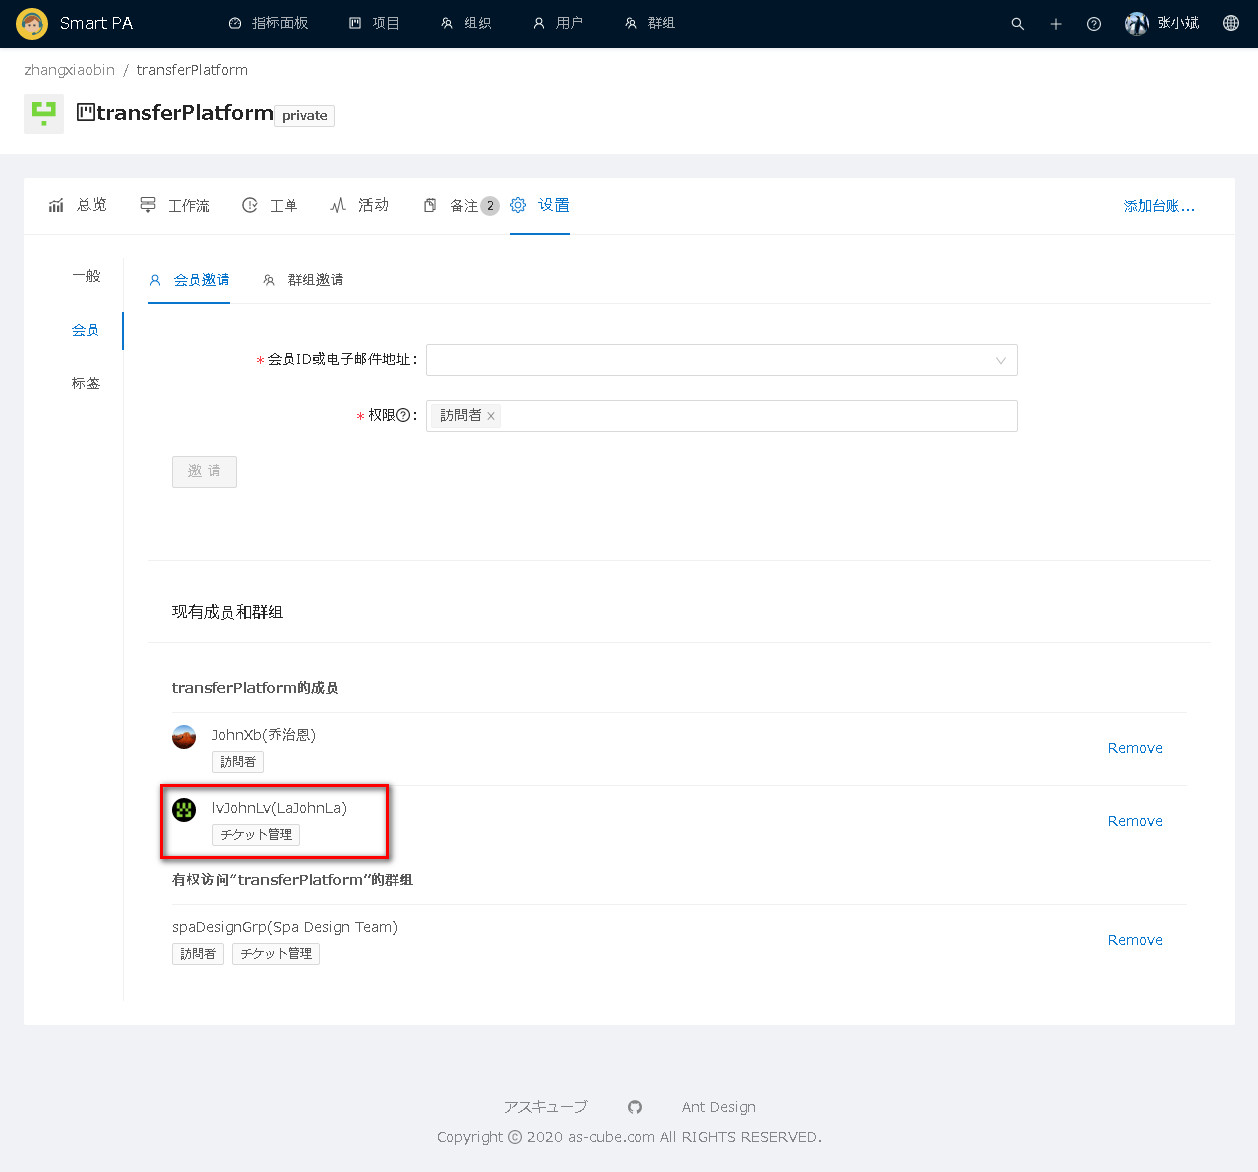 Smart PA 指标面板 项目 组织 用户 群组 张小斌
zhangxiaobin / transferPlatform
transferPlatform private
总览 工作流 工单 活动 备注 2 设置 添加台账...
一般
会员
标签
会员邀请 群组邀请
* 会员ID或电子邮件地址:
* 权限: 訪問者
邀 请
现有成员和群组
transferPlatform的成员
JohnXb(乔治恩)
訪問者
Remove
lvJohnLv(LaJohnLa)
チケット管理
Remove
有权访问“transferPlatform”的群组
spaDesignGrp(Spa Design Team)
訪問者 チケット管理
Remove
アスキューブ Ant Design
Copyright © 2020 as-cube.com All RIGHTS RESERVED.